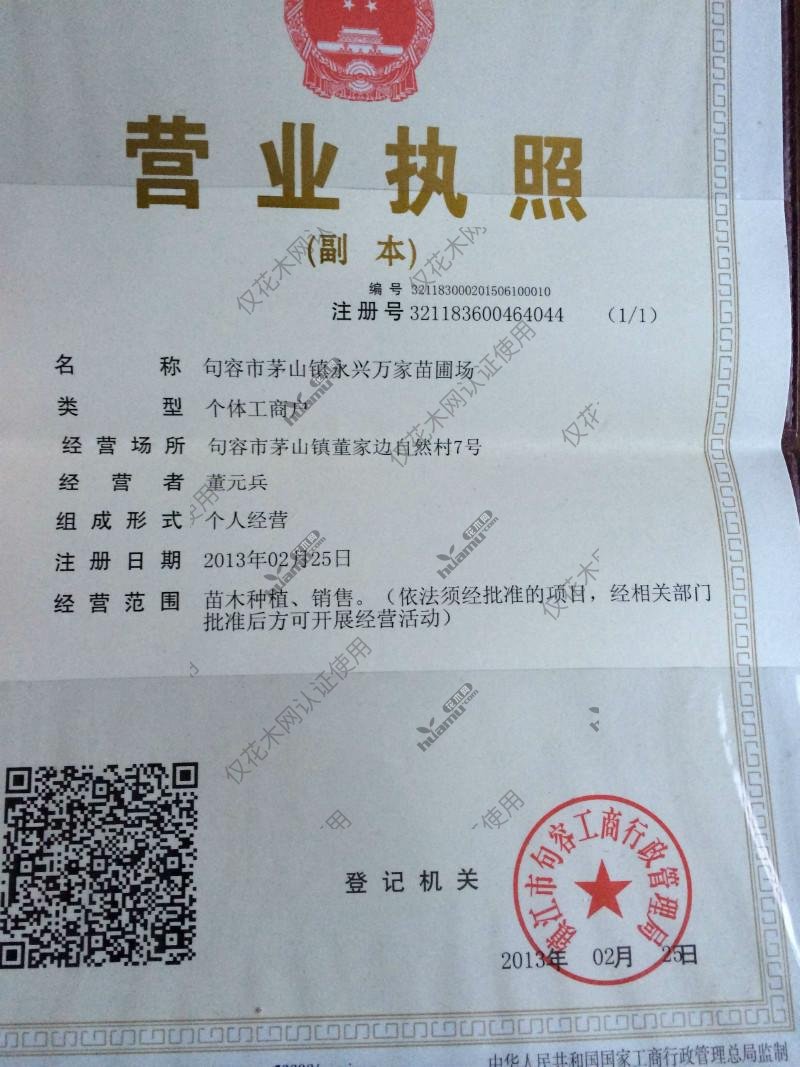 营业执照
(副 本)
编 号 321183000201506100010
注 册 号 321183600464044 (1/1)
名 称 句容市茅山镇永兴万家苗圃场
类 型 个体工商户
经 营 场 所 句容市茅山镇董家边自然村7号
经 营 者 董元兵
组 成 形 式 个人经营
注 册 日 期 2013年02月25日
经 营 范 围 苗木种植、销售。(依法须经批准的项目,经相关部门
批准后方可开展经营活动)
仅花木网认证使用
花木网
huamu.com
登 记 机 关
江市句容工商行政管理局
2013年 02月 25日
中华人民共和国国家工商行政管理总局监制